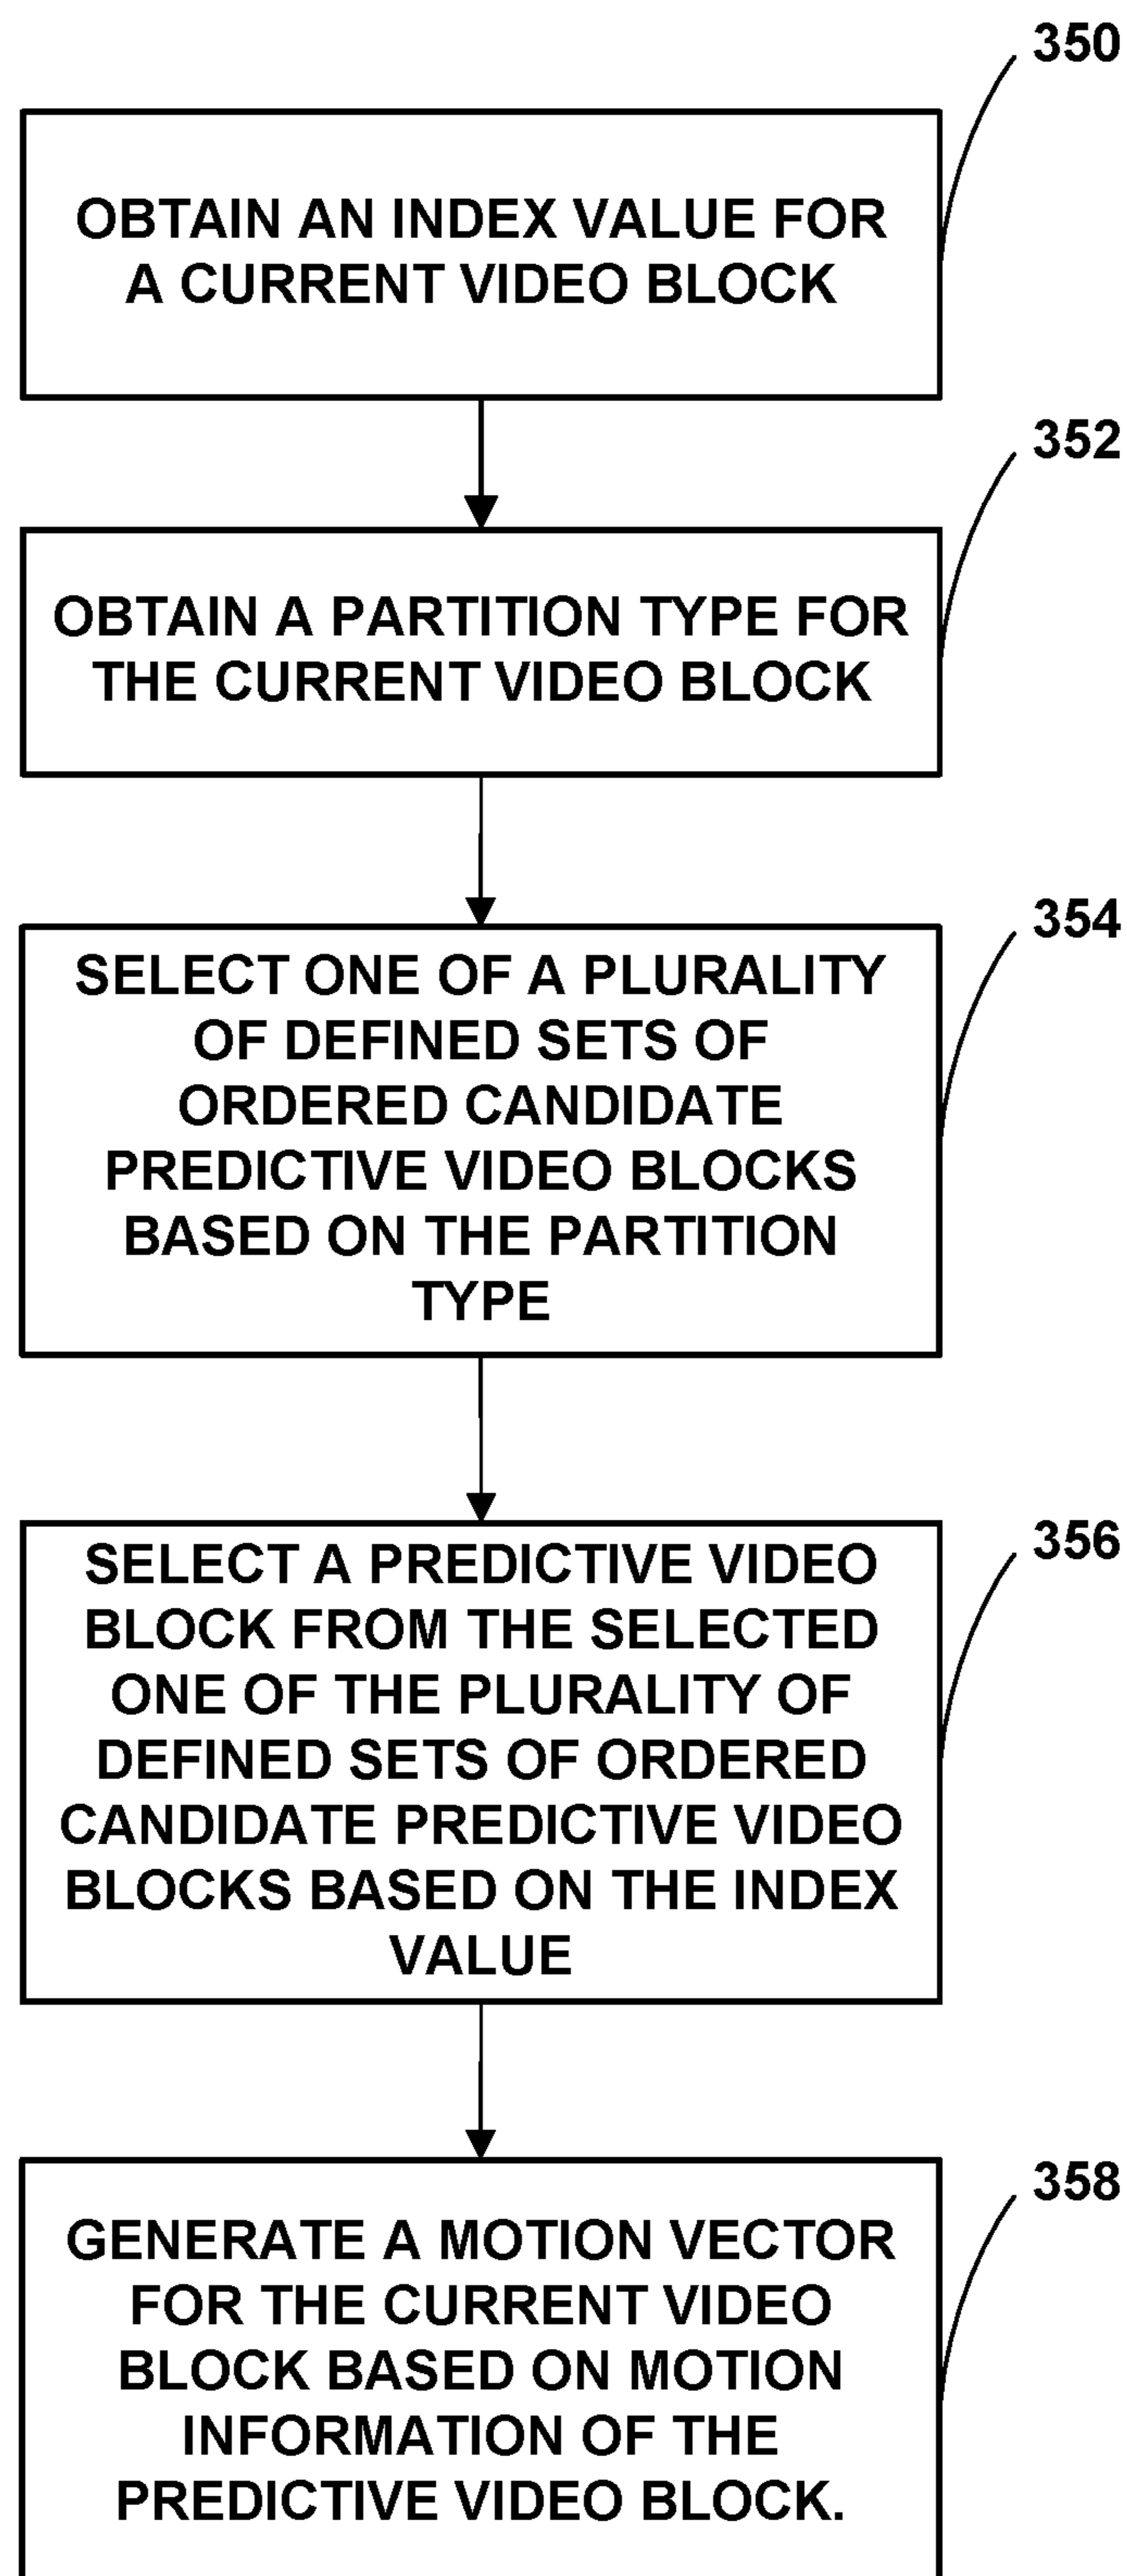 350
OBTAIN AN INDEX VALUE FOR
A CURRENT VIDEO BLOCK
352
OBTAIN A PARTITION TYPE FOR
THE CURRENT VIDEO BLOCK
354
SELECT ONE OF A PLURALITY
OF DEFINED SETS OF
ORDERED CANDIDATE
PREDICTIVE VIDEO BLOCKS
BASED ON THE PARTITION
TYPE
356
SELECT A PREDICTIVE VIDEO
BLOCK FROM THE SELECTED
ONE OF THE PLURALITY OF
DEFINED SETS OF ORDERED
CANDIDATE PREDICTIVE VIDEO
BLOCKS BASED ON THE INDEX
VALUE
358
GENERATE A MOTION VECTOR
FOR THE CURRENT VIDEO
BLOCK BASED ON MOTION
INFORMATION OF THE
PREDICTIVE VIDEO BLOCK.